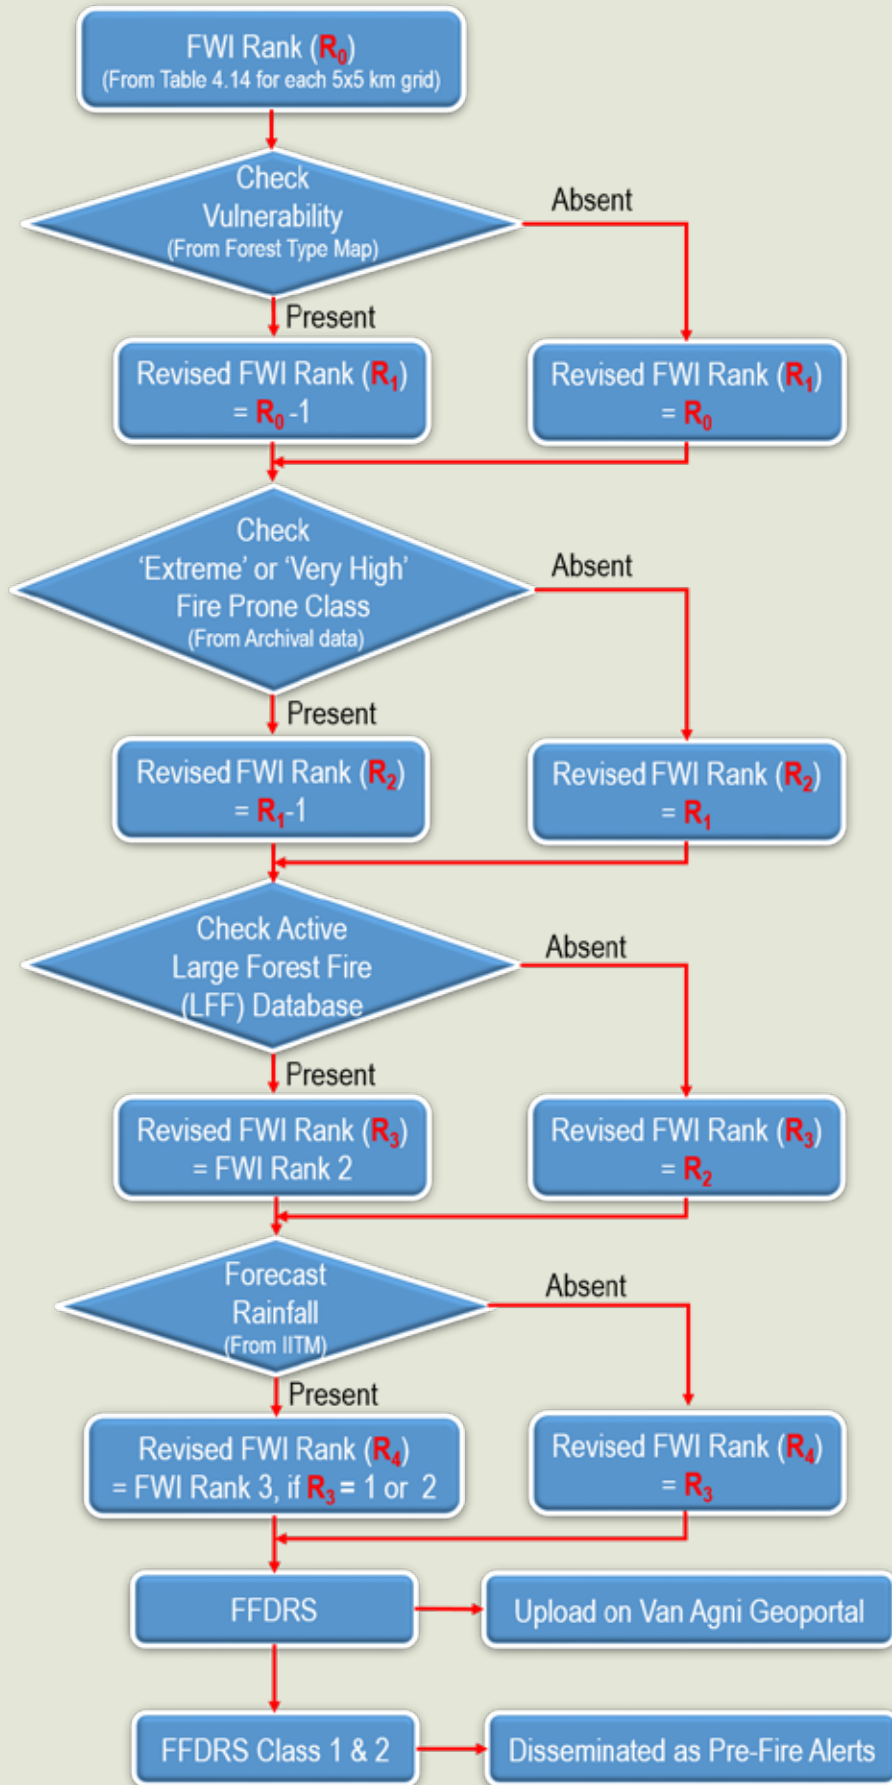 FWI Rank (R₀)
(From Table 4.14 for each 5x5 km grid)
Check
Vulnerability
(From Forest Type Map)
Absent
Present
Revised FWI Rank (R₁)
= R₀ -1
Revised FWI Rank (R₁)
= R₀
Check
‘Extreme’ or ‘Very High’
Fire Prone Class
(From Archival data)
Absent
Present
Revised FWI Rank (R₂)
= R₁-1
Revised FWI Rank (R₂)
= R₁
Check Active
Large Forest Fire
(LFF) Database
Absent
Present
Revised FWI Rank (R₃)
= FWI Rank 2
Revised FWI Rank (R₃)
= R₂
Forecast
Rainfall
(From IITM)
Absent
Present
Revised FWI Rank (R₄)
= FWI Rank 3, if R₃ = 1 or 2
Revised FWI Rank (R₄)
= R₃
FFDRS
Upload on Van Agni Geoportal
FFDRS Class 1 & 2
Disseminated as Pre-Fire Alerts